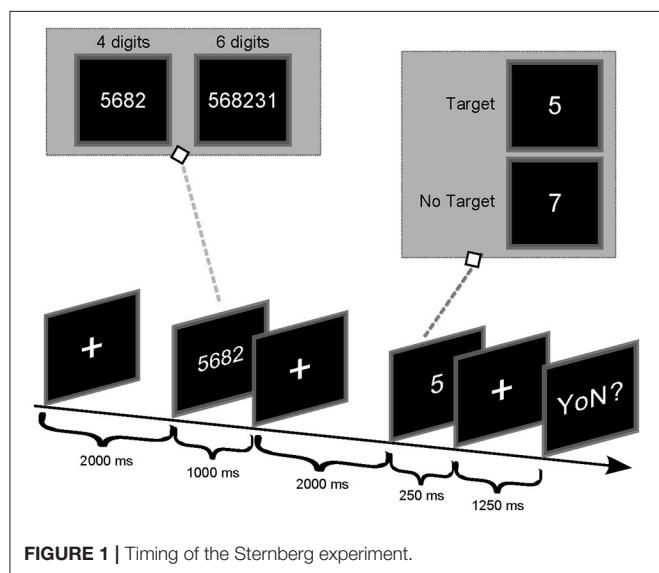 4 digits 6 digits
5682 568231
Target 5
No Target 7
+ 5682 + 5 + YoN?
2000 ms 1000 ms 2000 ms 250 ms 1250 ms
FIGURE 1 | Timing of the Sternberg experiment.